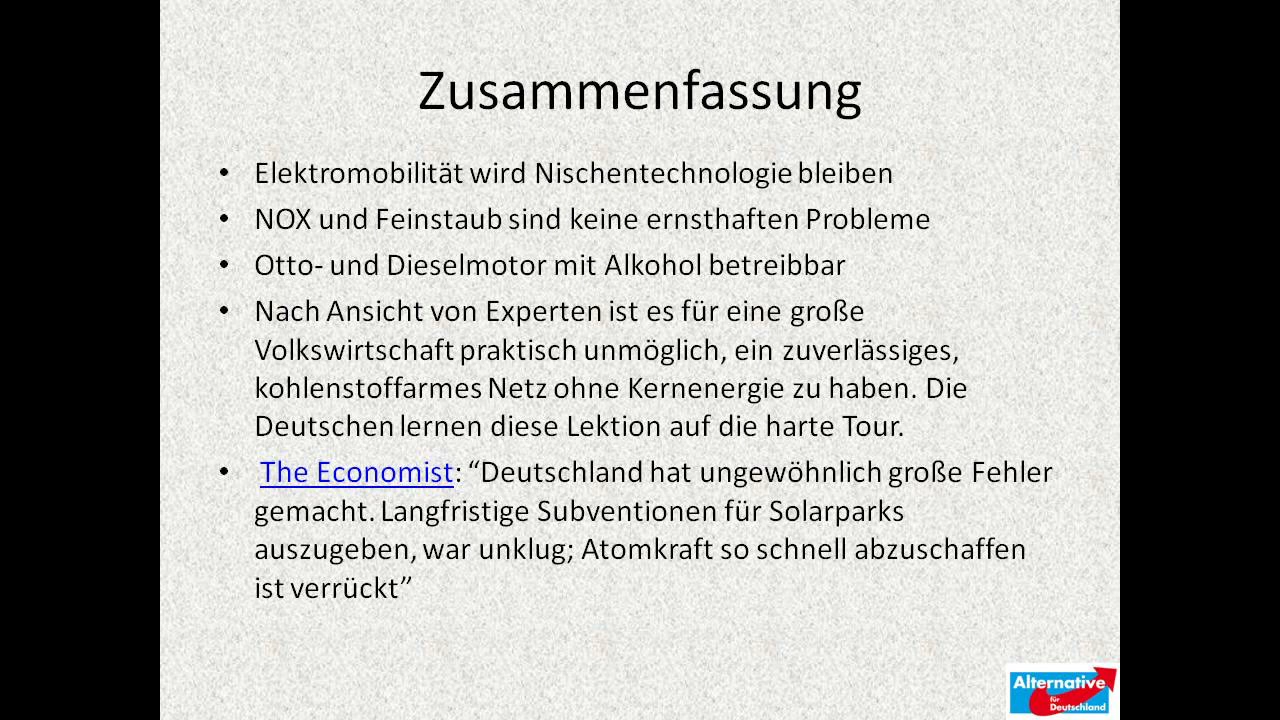 Zusammenfassung
• Elektromobilität wird Nischentechnologie bleiben
• NOX und Feinstaub sind keine ernsthaften Probleme
• Otto- und Dieselmotor mit Alkohol betreibbar
• Nach Ansicht von Experten ist es für eine große
Volkswirtschaft praktisch unmöglich, ein zuverlässiges,
kohlenstoffarmes Netz ohne Kernenergie zu haben. Die
Deutschen lernen diese Lektion auf die harte Tour.
• The Economist: “Deutschland hat ungewöhnlich große Fehler
gemacht. Langfristige Subventionen für Solarparks
auszugeben, war unklug; Atomkraft so schnell abzuschaffen
ist verrückt”
Alternative
für
Deutschland